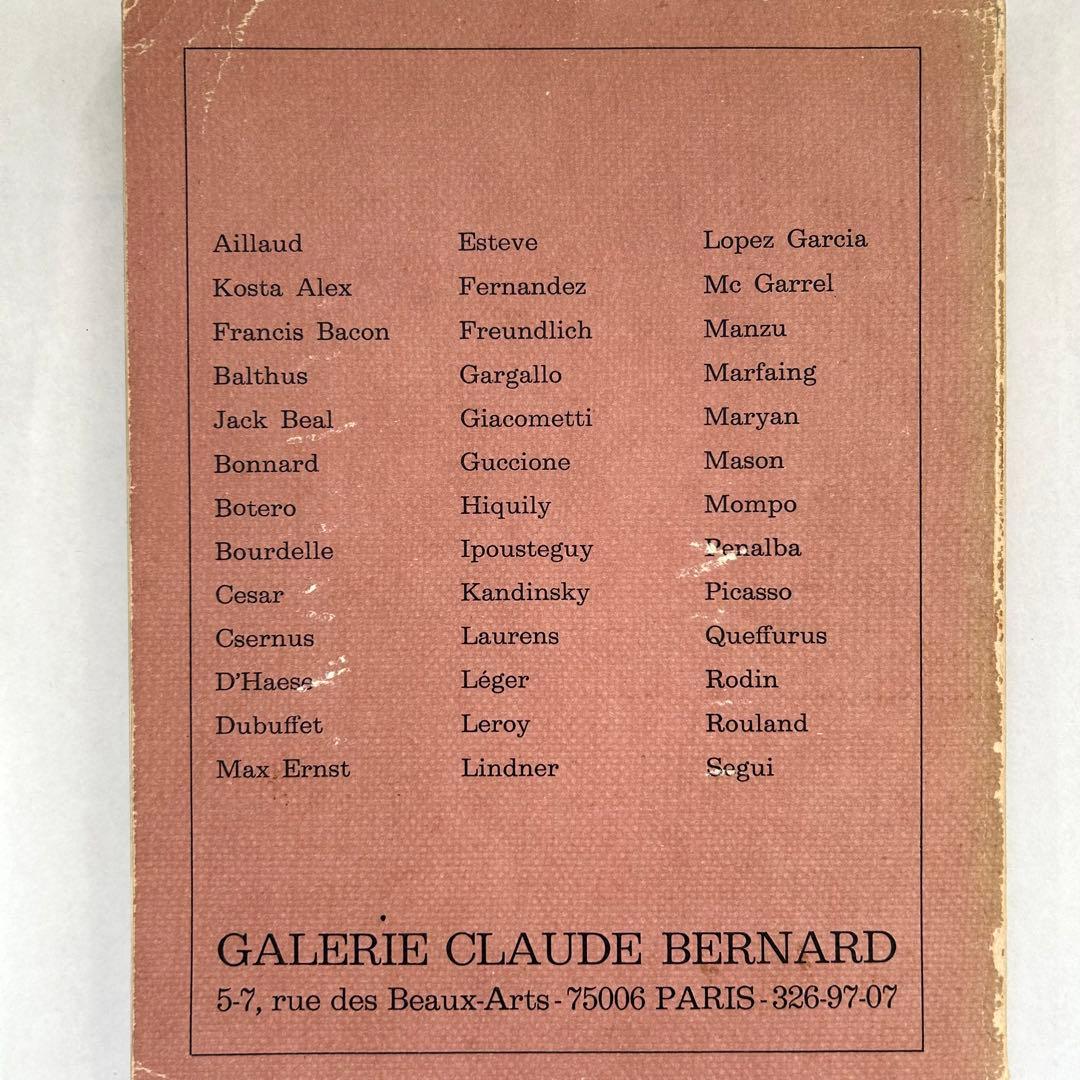 Aillaud
Kosta Alex
Francis Bacon
Balthus
Jack Beal
Bonnard
Botero
Bourdelle
Cesar
Csernus
D'Haese
Dubuffet
Max Ernst
Esteve
Fernandez
Freundlich
Gargallo
Giacometti
Guccione
Hiquily
Ipousteguy
Kandinsky
Laurens
Léger
Leroy
Lindner
Lopez Garcia
Mc Garrel
Manzu
Marfaing
Maryan
Mason
Mompo
Penalba
Picasso
Queffurus
Rodin
Rouland
Segui
GALERIE CLAUDE BERNARD
5-7, rue des Beaux-Arts - 75006 PARIS - 326-97-07